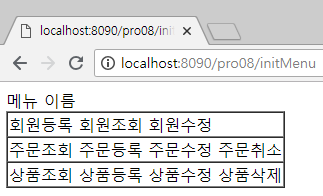 localhost:8090/pro08/init
localhost:8090/pro08/initMenu
메뉴 이름
회원등록 회원조회 회원수정
주문조회 주문등록 주문수정 주문취소
상품조회 상품등록 상품수정 상품삭제